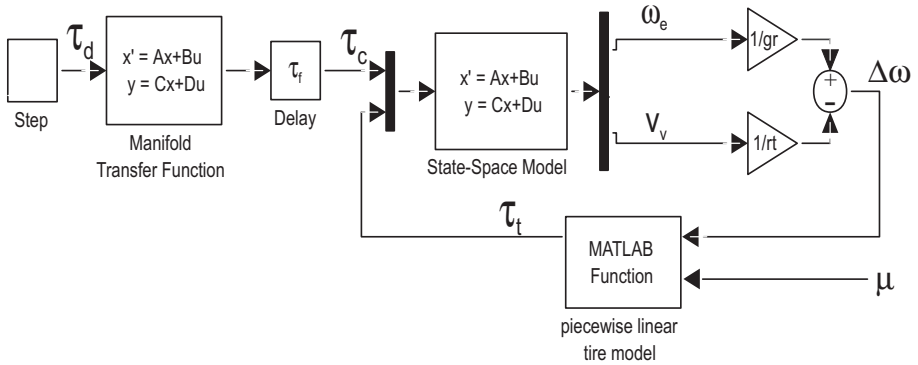 Step
τd
x' = Ax+Bu
y = Cx+Du
Manifold
Transfer Function
τf
Delay
τc
x' = Ax+Bu
y = Cx+Du
State-Space Model
ωe
Vv
1/gr
1/rt
+
-
Δω
τt
MATLAB
Function
piecewise linear
tire model
μ